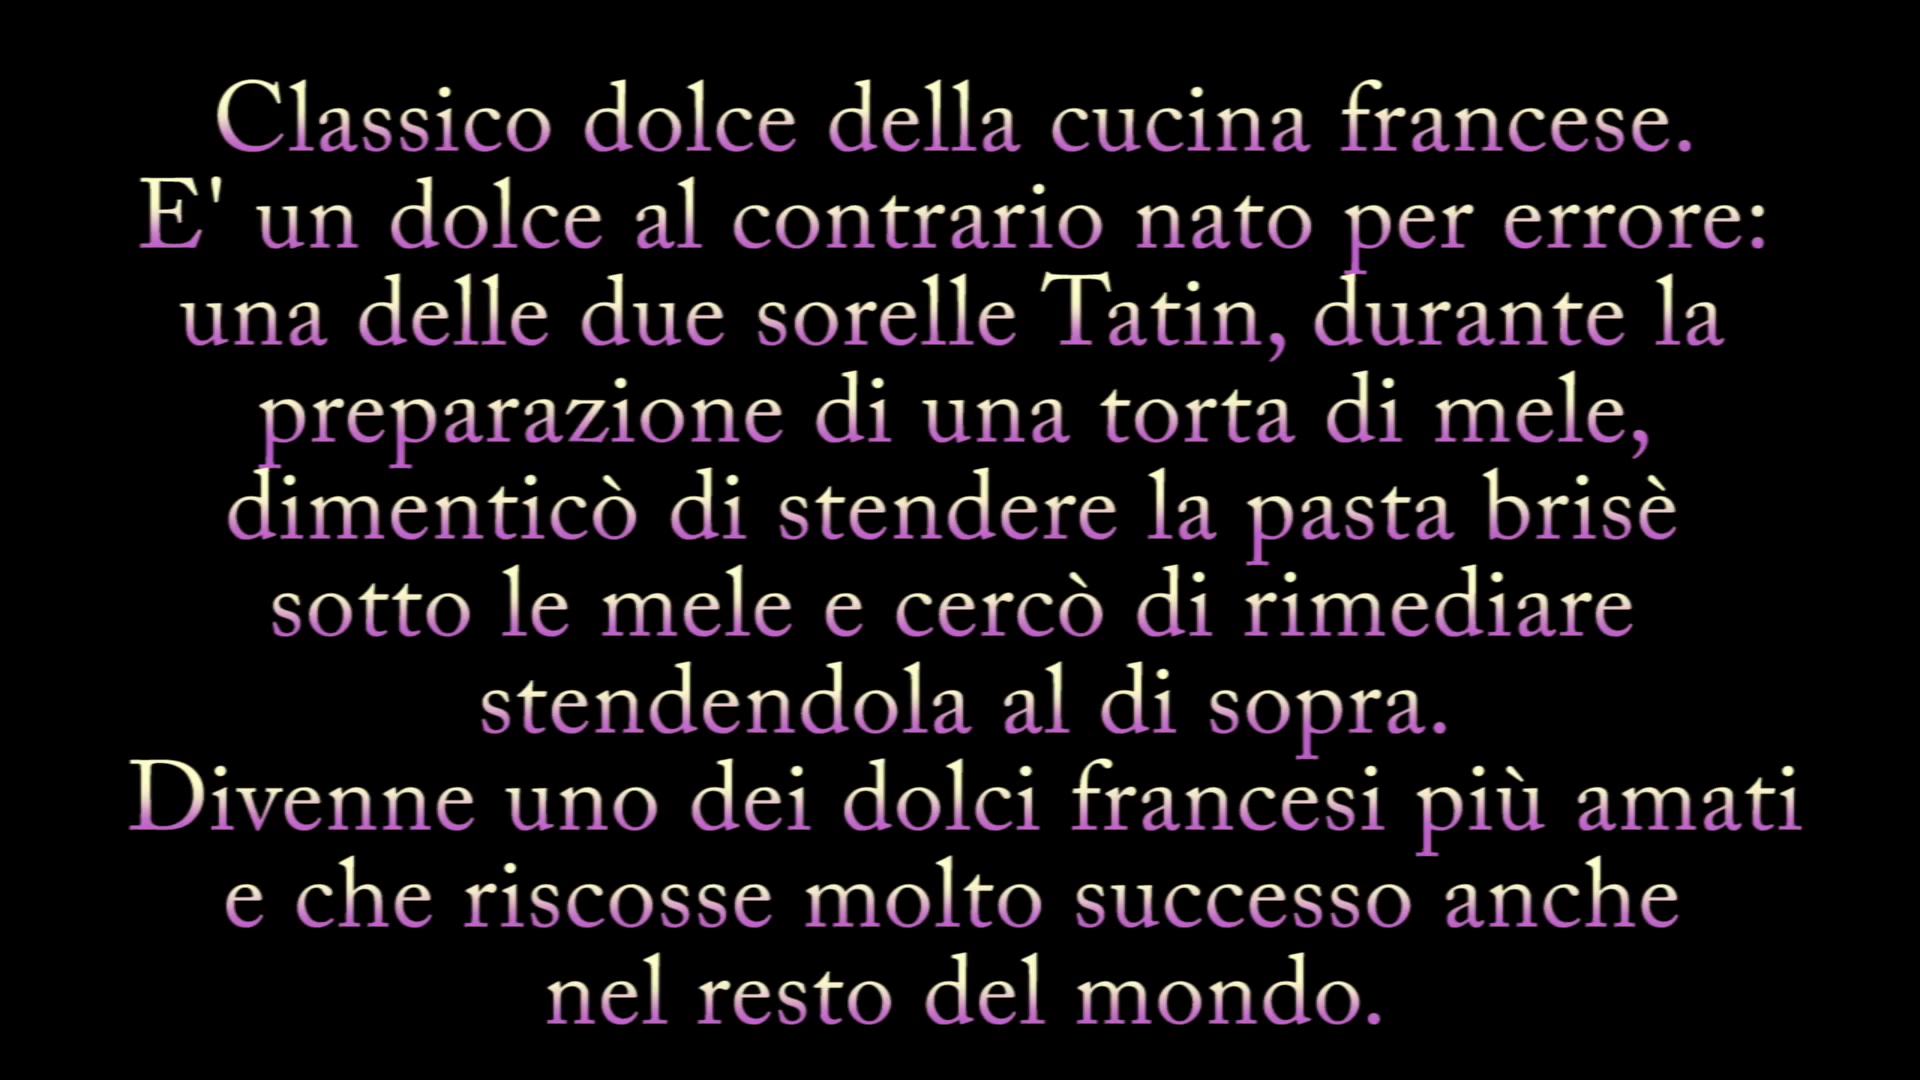 Classico dolce della cucina francese.
E' un dolce al contrario nato per errore:
una delle due sorelle Tatin, durante la
preparazione di una torta di mele,
dimenticò di stendere la pasta brisè
sotto le mele e cercò di rimediare
stendendola al di sopra.
Divenne uno dei dolci francesi più amati
e che riscosse molto successo anche
nel resto del mondo.